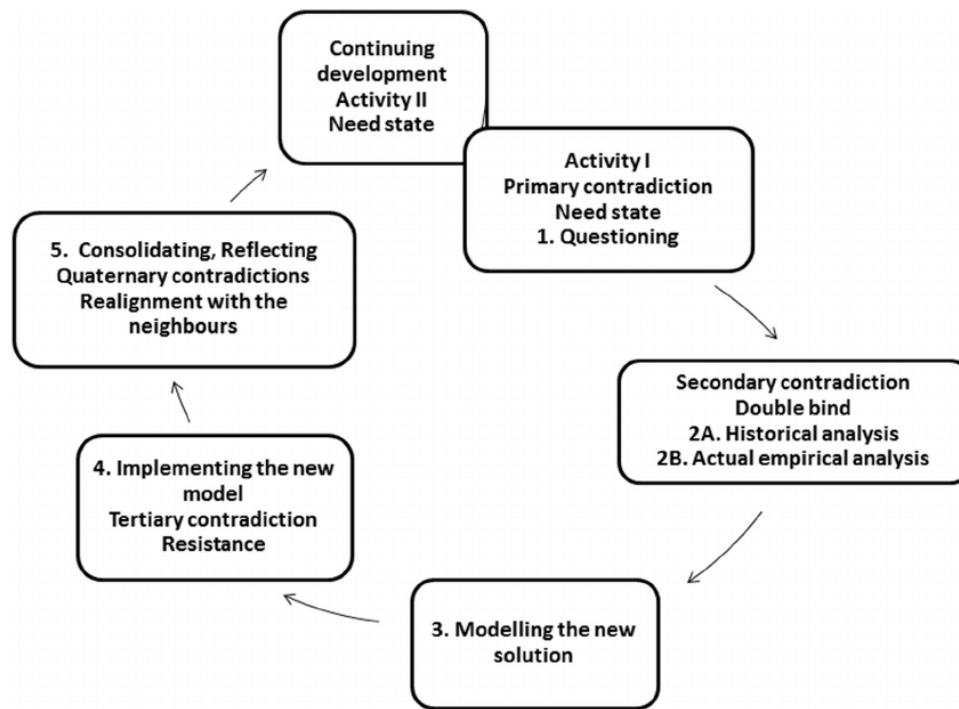 Continuing
development
Activity II
Need state
Activity I
Primary contradiction
Need state
1. Questioning
Secondary contradiction
Double bind
2A. Historical analysis
2B. Actual empirical analysis
3. Modelling the new
solution
4. Implementing the new
model
Tertiary contradiction
Resistance
5. Consolidating, Reflecting
Quaternary contradictions
Realignment with the
neighbours